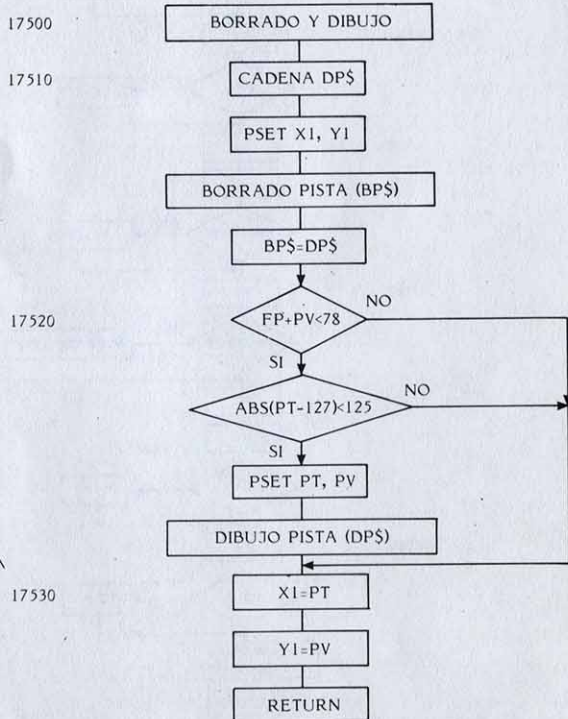 17500 BORRADO Y DIBUJO
17510 CADENA DP$
PSET X1, Y1
BORRADO PISTA (BP$)
BP$=DP$
17520 FP+PV<78 NO
SI
ABS(PT-127)<125 NO
SI
PSET PT, PV
DIBUJO PISTA (DP$)
17530 X1=PT
Y1=PV
RETURN